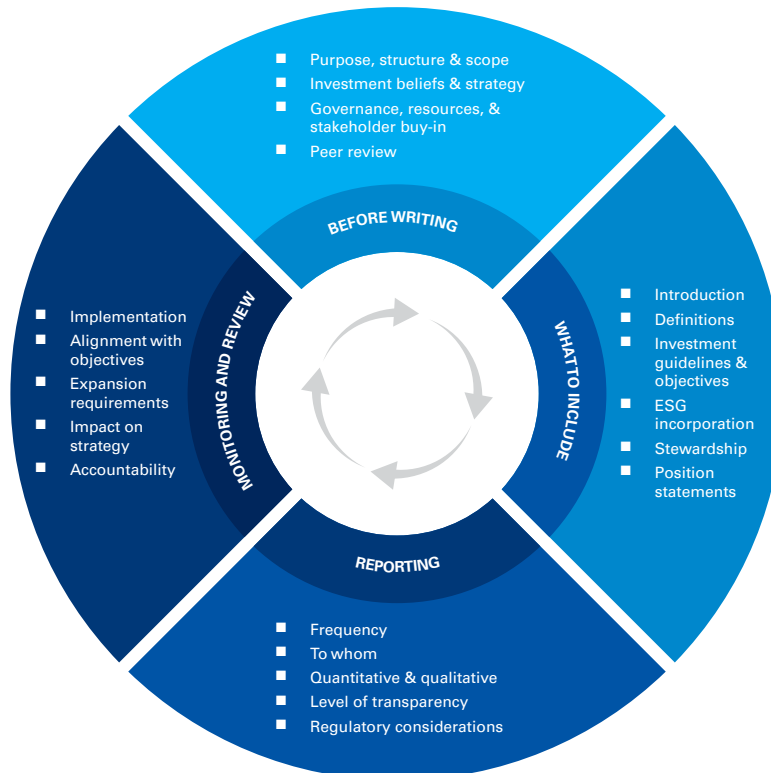 ■ Purpose, structure & scope
■ Investment beliefs & strategy
■ Governance, resources, &
stakeholder buy-in
■ Peer review
BEFORE WRITING
■ Introduction
■ Definitions
■ Investment
guidelines &
objectives
■ ESG
incorporation
■ Stewardship
■ Position
statements
WHAT TO INCLUDE
REPORTING
■ Frequency
■ To whom
■ Quantitative & qualitative
■ Level of transparency
■ Regulatory considerations
■ Implementation
■ Alignment with
objectives
■ Expansion
requirements
■ Impact on
strategy
■ Accountability
MONITORING AND REVIEW